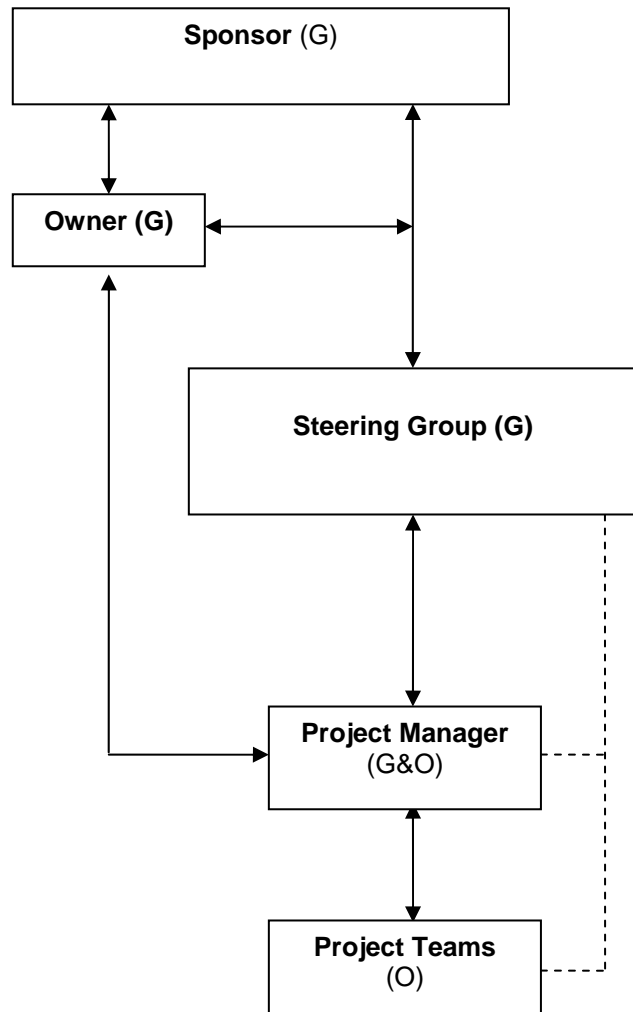 Sponsor (G)
Owner (G)
Steering Group (G)
Project Manager
(G&O)
Project Teams
(O)